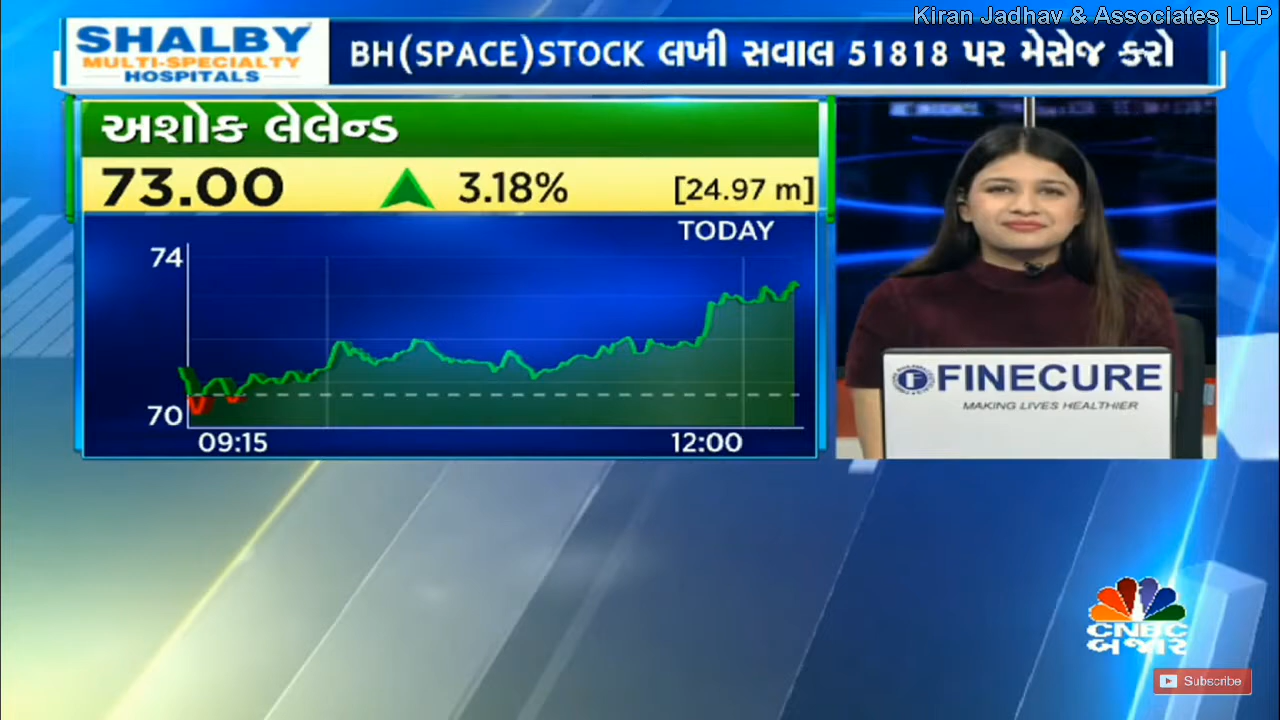 Kiran Jadhav & Associates LLP
SHALBY
MULTI-SPECIALTY
HOSPITALS
BH(SPACE)STOCK લખી સવાલ 51818 પર મેસેજ કરો
અશોક લેલેન્ડ
73.00 3.18% [24.97 m]
TODAY
74
70
09:15 12:00
FINECURE
MAKING LIVES HEALTHIER
CNBC
બજાર
Subscribe